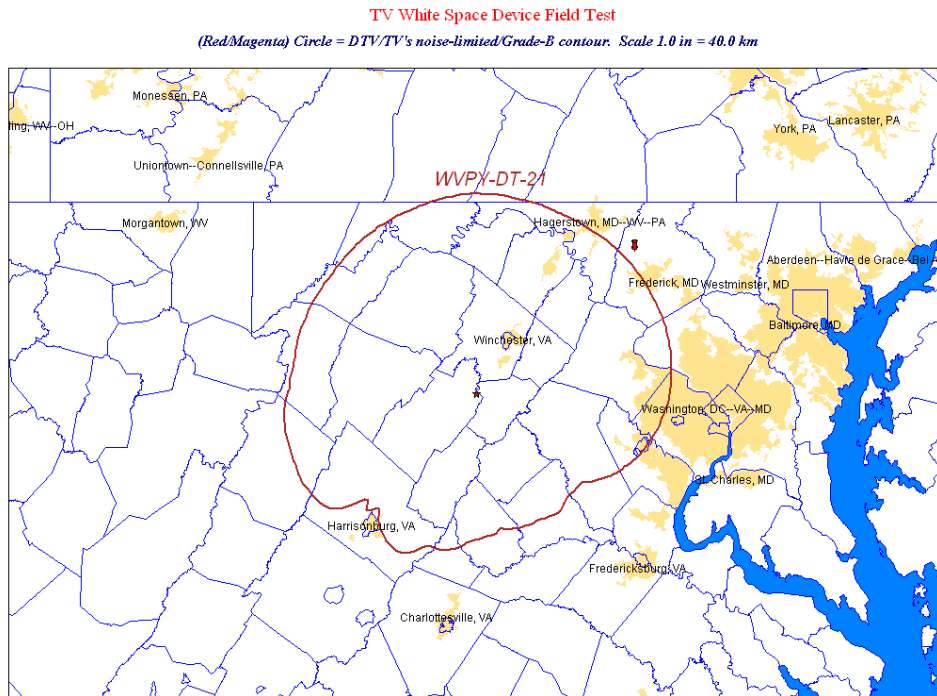 TV White Space Device Field Test
(Red/Magenta) Circle = DTV/TV's noise-limited/Grade-B contour. Scale 1.0 in = 40.0 km
Monessen, PA
ling, WV--OH
York, PA
Lancaster, PA
Uniontown--Connellsville, PA
WVPY-DT-21
Morgantown, WV
Hagerstown, MD--WV--PA
Aberdeen--Havre de Grace--Bel A
Frederick, MD
Westminster, MD
Baltimore, MD
Winchester, VA
Washington, DC--VA--MD
St. Charles, MD
Harrisonburg, VA
Fredericksburg, VA
Charlottesville, VA